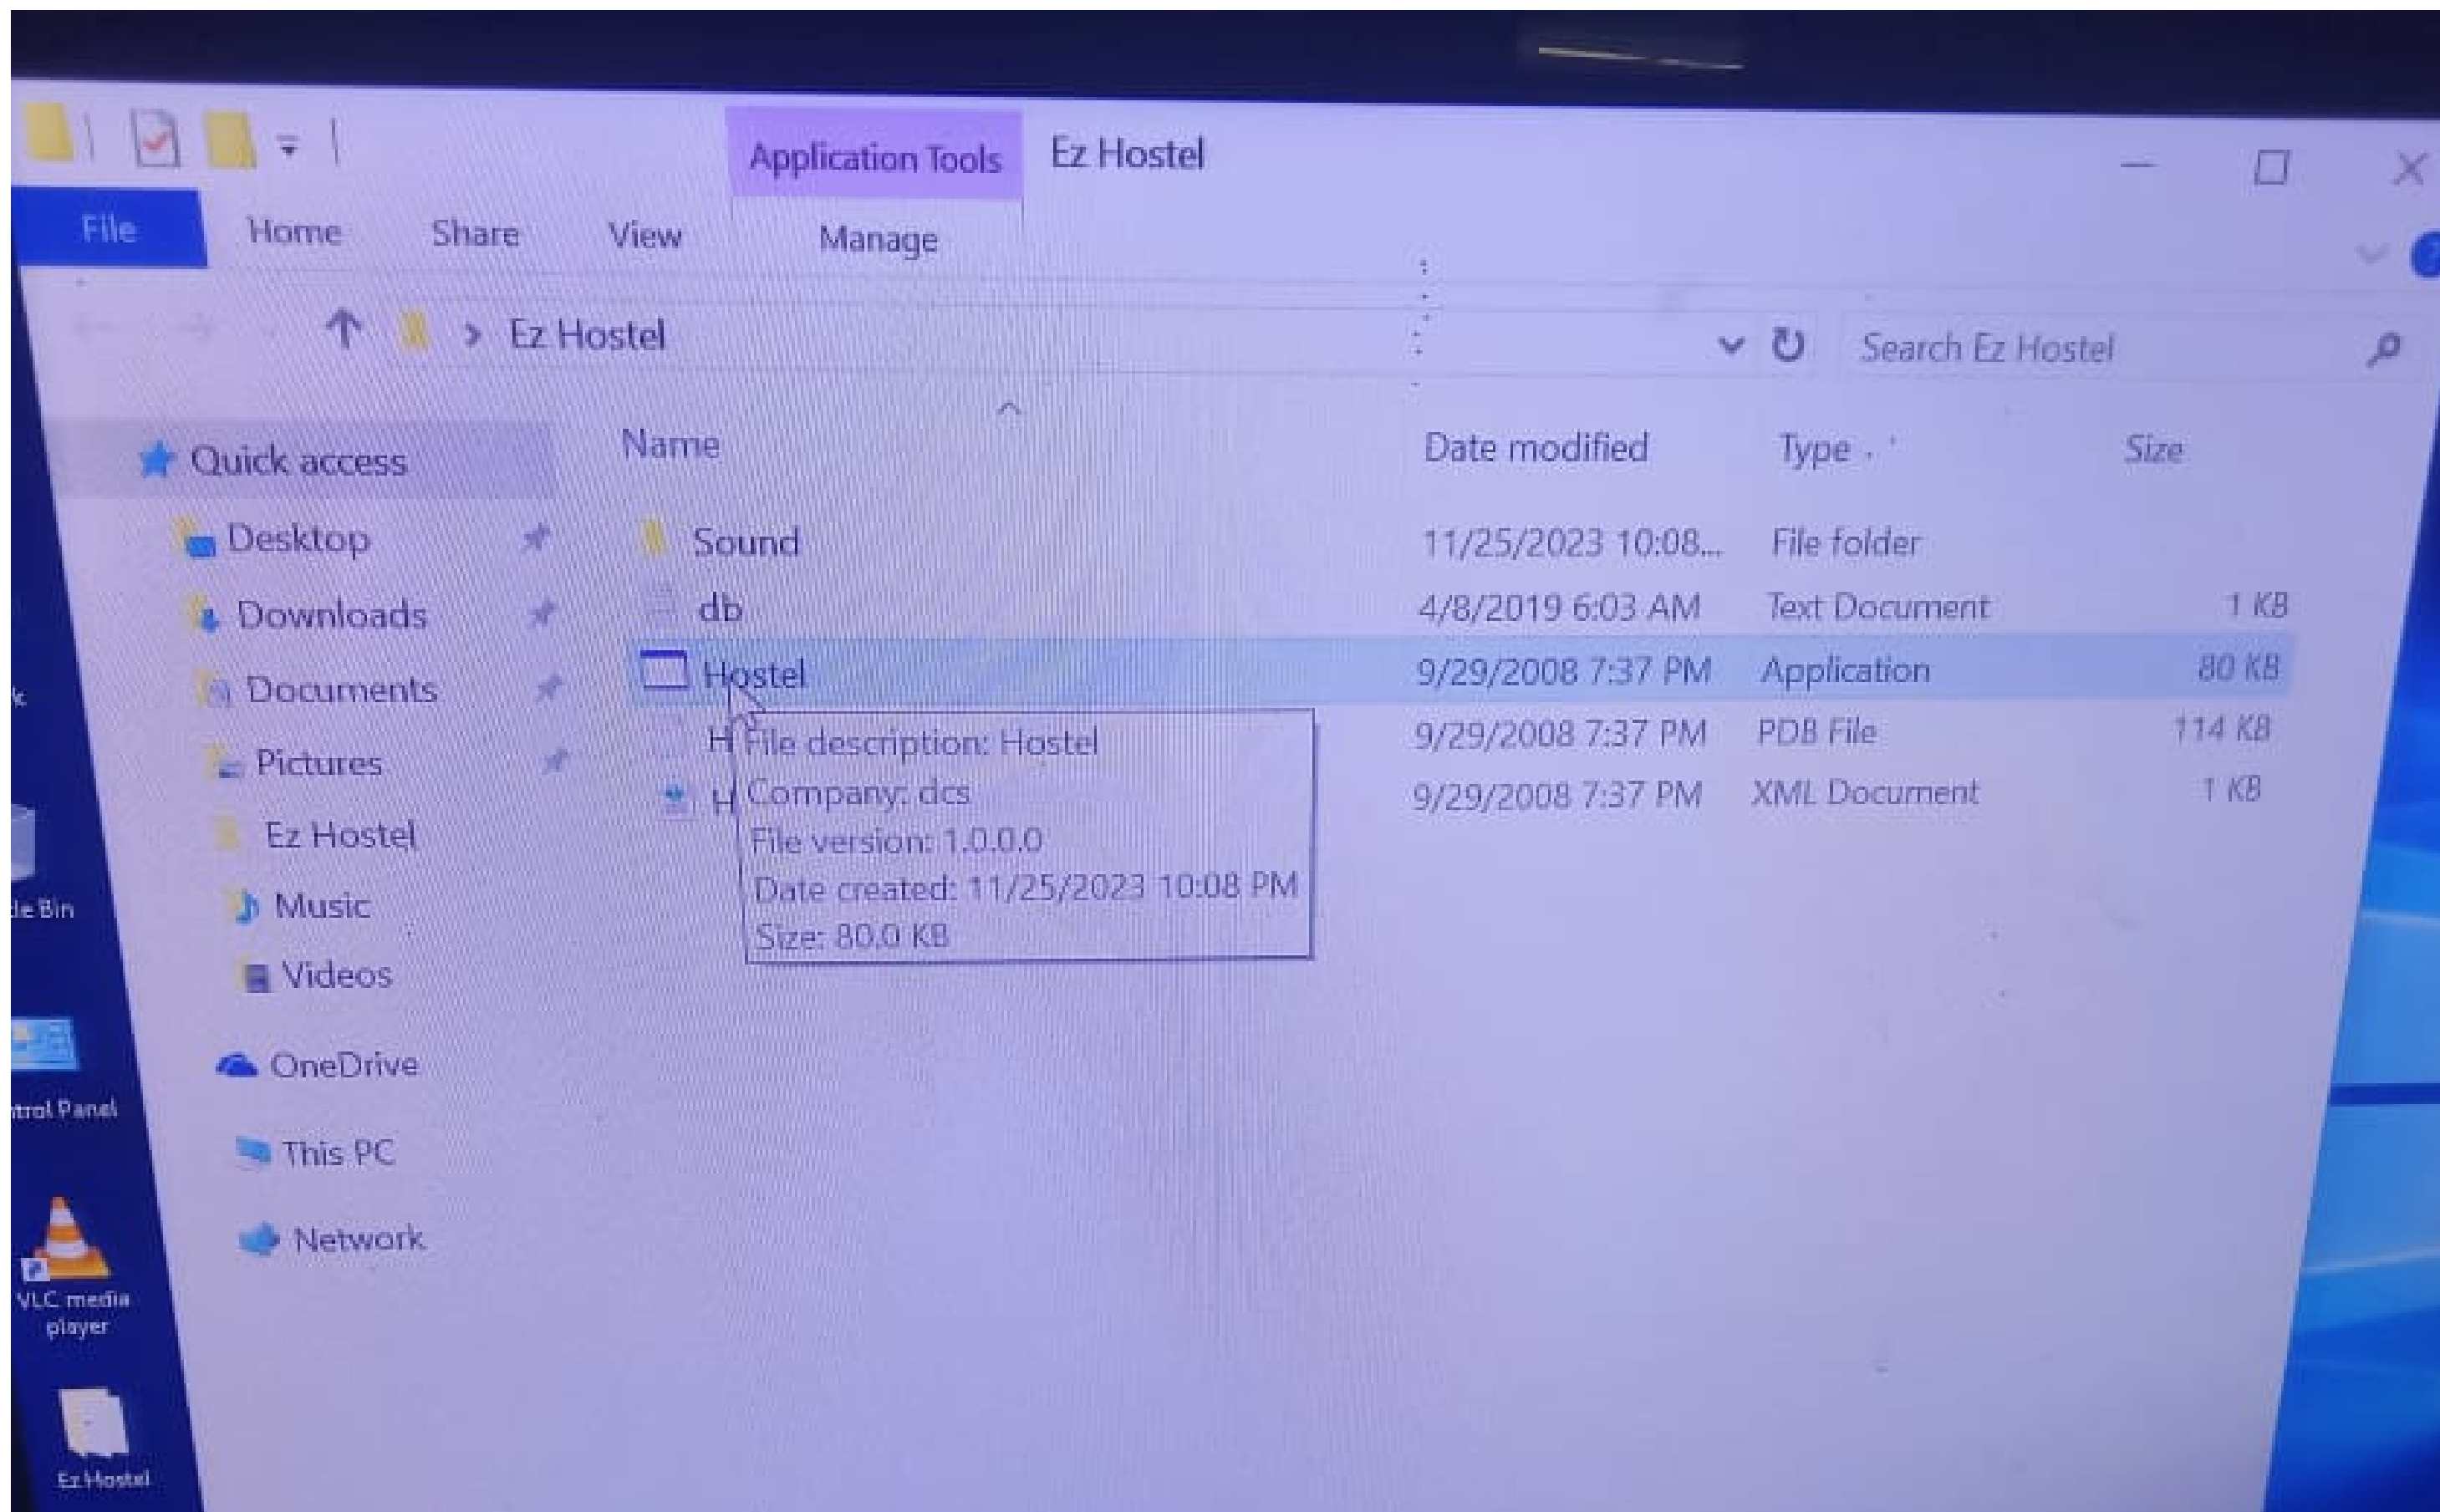 Application Tools
Ez Hostel
File
Home
Share
View
Manage
Ez Hostel
Search Ez Hostel
Name
Date modified
Type
Size
Quick access
Desktop
Downloads
Documents
Pictures
Ez Hostel
Music
Videos
OneDrive
This PC
Network
Sound 11/25/2023 10:08... File folder
db 4/8/2019 6:03 AM Text Document 1 KB
Hostel 9/29/2008 7:37 PM Application 80 KB
H 9/29/2008 7:37 PM PDB File 114 KB
H 9/29/2008 7:37 PM XML Document 1 KB
File description: Hostel
Company: dcs
File version: 1.0.0.0
Date created: 11/25/2023 10:08 PM
Size: 80.0 KB
k
le Bin
trol Panel
VLC media
player
Ez Hostel